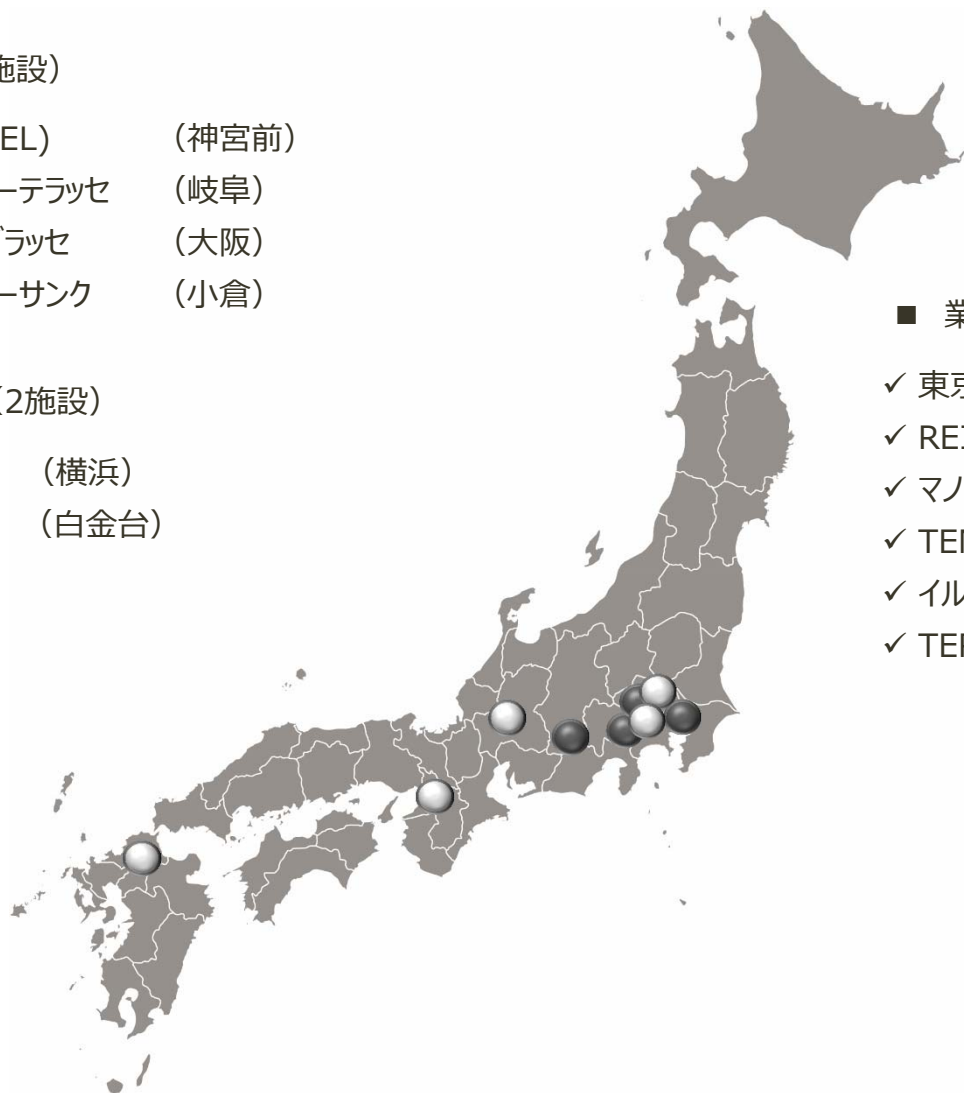 施設）
EL) （神宮前）
ーテラッセ （岐阜）
ブラッセ （大阪）
ーサンク （小倉）
（2施設）
（横浜）
（白金台）
■ 業
✓ 東京
✓ RE
✓ マノ
✓ TE
✓ イル
✓ TE